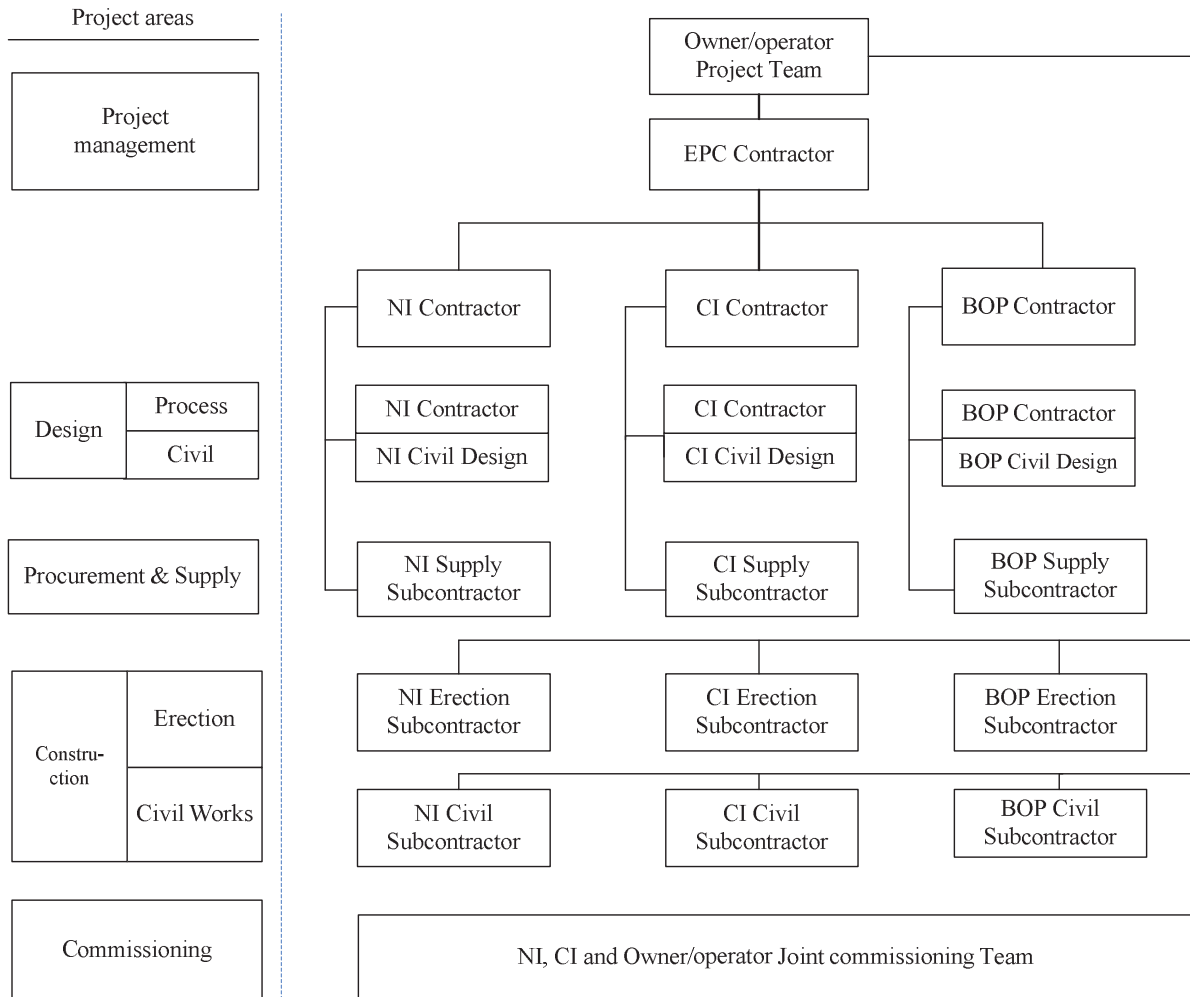 Project areas
Owner/operator
Project Team
Project
management
EPC Contractor
NI Contractor
CI Contractor
BOP Contractor
Design
Process
Civil
NI Contractor
NI Civil Design
CI Contractor
CI Civil Design
BOP Contractor
BOP Civil Design
Procurement & Supply
NI Supply
Subcontractor
CI Supply
Subcontractor
BOP Supply
Subcontractor
Constru-
ction
Erection
Civil Works
NI Erection
Subcontractor
CI Erection
Subcontractor
BOP Erection
Subcontractor
NI Civil
Subcontractor
CI Civil
Subcontractor
BOP Civil
Subcontractor
Commissioning
NI, CI and Owner/operator Joint commissioning Team